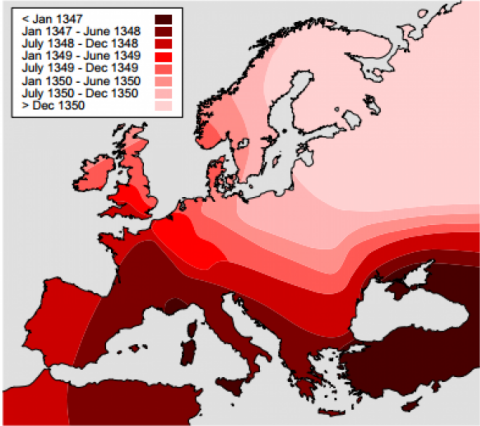 < Jan 1347
Jan 1347 - June 1348
July 1348 - Dec 1348
Jan 1349 - June 1349
July 1349 - Dec 1349
Jan 1350 - June 1350
July 1350 - Dec 1350
> Dec 1350